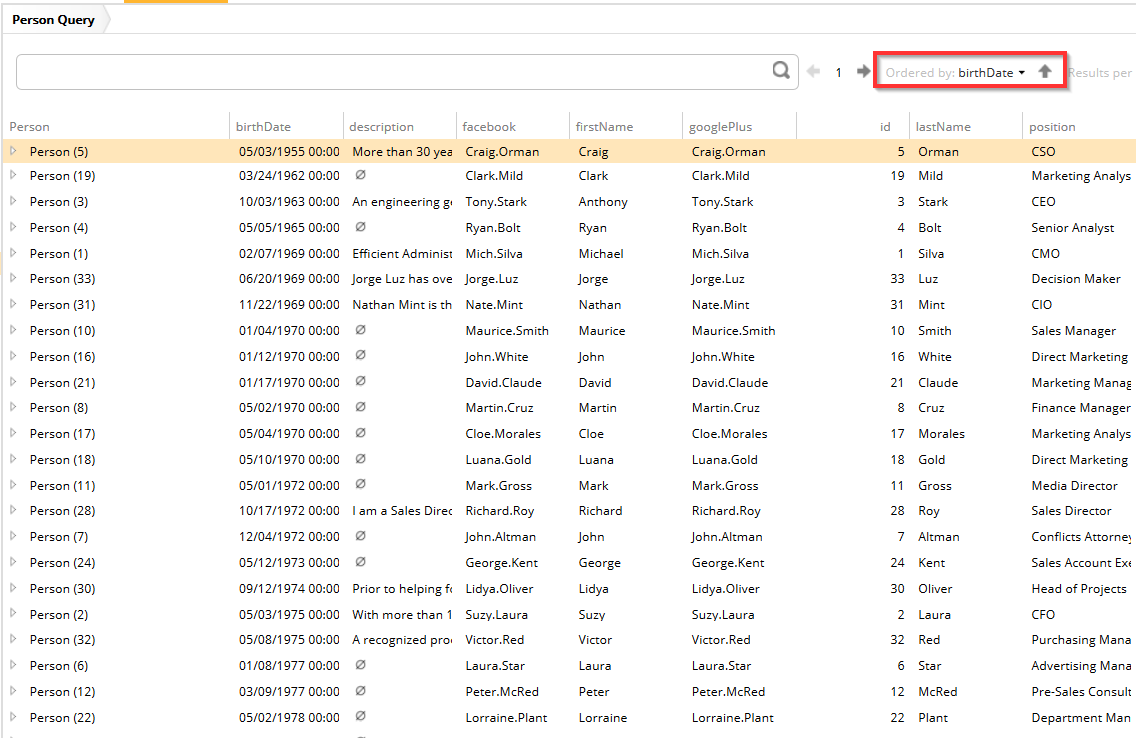 Person Query
1 Ordered by: birthDate Results per
Person birthDate description facebook firstName googlePlus id lastName position
Person (5) 05/03/1955 00:00 More than 30 yea Craig.Orman Craig Craig.Orman 5 Orman CSO
Person (19) 03/24/1962 00:00 Ø Clark.Mild Clark Clark.Mild 19 Mild Marketing Analys
Person (3) 10/03/1963 00:00 An engineering ge Tony.Stark Anthony Tony.Stark 3 Stark CEO
Person (4) 05/05/1965 00:00 Ø Ryan.Bolt Ryan Ryan.Bolt 4 Bolt Senior Analyst
Person (1) 02/07/1969 00:00 Efficient Administ Mich.Silva Michael Mich.Silva 1 Silva CMO
Person (33) 06/20/1969 00:00 Jorge Luz has ove Jorge.Luz Jorge Jorge.Luz 33 Luz Decision Maker
Person (31) 11/22/1969 00:00 Nathan Mint is th Nate.Mint Nathan Nate.Mint 31 Mint CIO
Person (10) 01/04/1970 00:00 Ø Maurice.Smith Maurice Maurice.Smith 10 Smith Sales Manager
Person (16) 01/12/1970 00:00 Ø John.White John John.White 16 White Direct Marketing
Person (21) 01/17/1970 00:00 Ø David.Claude David David.Claude 21 Claude Marketing Manag
Person (8) 05/02/1970 00:00 Ø Martin.Cruz Martin Martin.Cruz 8 Cruz Finance Manager
Person (17) 05/04/1970 00:00 Ø Cloe.Morales Cloe Cloe.Morales 17 Morales Marketing Analys
Person (18) 05/10/1970 00:00 Ø Luana.Gold Luana Luana.Gold 18 Gold Direct Marketing
Person (11) 05/01/1972 00:00 Ø Mark.Gross Mark Mark.Gross 11 Gross Media Director
Person (28) 10/17/1972 00:00 I am a Sales Direc Richard.Roy Richard Richard.Roy 28 Roy Sales Director
Person (7) 12/04/1972 00:00 Ø John.Altman John John.Altman 7 Altman Conflicts Attorney
Person (24) 05/12/1973 00:00 Ø George.Kent George George.Kent 24 Kent Sales Account Exe
Person (30) 09/12/1974 00:00 Prior to helping fo Lidya.Oliver Lidya Lidya.Oliver 30 Oliver Head of Projects
Person (2) 05/03/1975 00:00 With more than 1 Suzy.Laura Suzy Suzy.Laura 2 Laura CFO
Person (32) 05/08/1975 00:00 A recognized pro Victor.Red Victor Victor.Red 32 Red Purchasing Mana
Person (6) 01/08/1977 00:00 Ø Laura.Star Laura Laura.Star 6 Star Advertising Mana
Person (12) 03/09/1977 00:00 Ø Peter.McRed Peter Peter.McRed 12 McRed Pre-Sales Consult
Person (22) 05/02/1978 00:00 Ø Lorraine.Plant Lorraine Lorraine.Plant 22 Plant Department Man